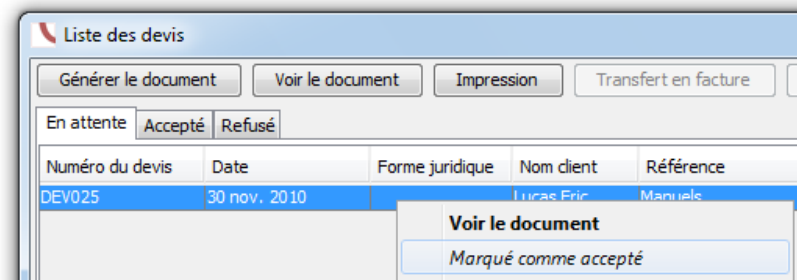 Liste des devis
Générer le document Voir le document Impression Transfert en facture
En attente Accepté Refusé
Numéro du devis Date Forme juridique Nom client Référence
DEV025 30 nov. 2010 Lucas Eric Manuels
Voir le document
Marqué comme accepté